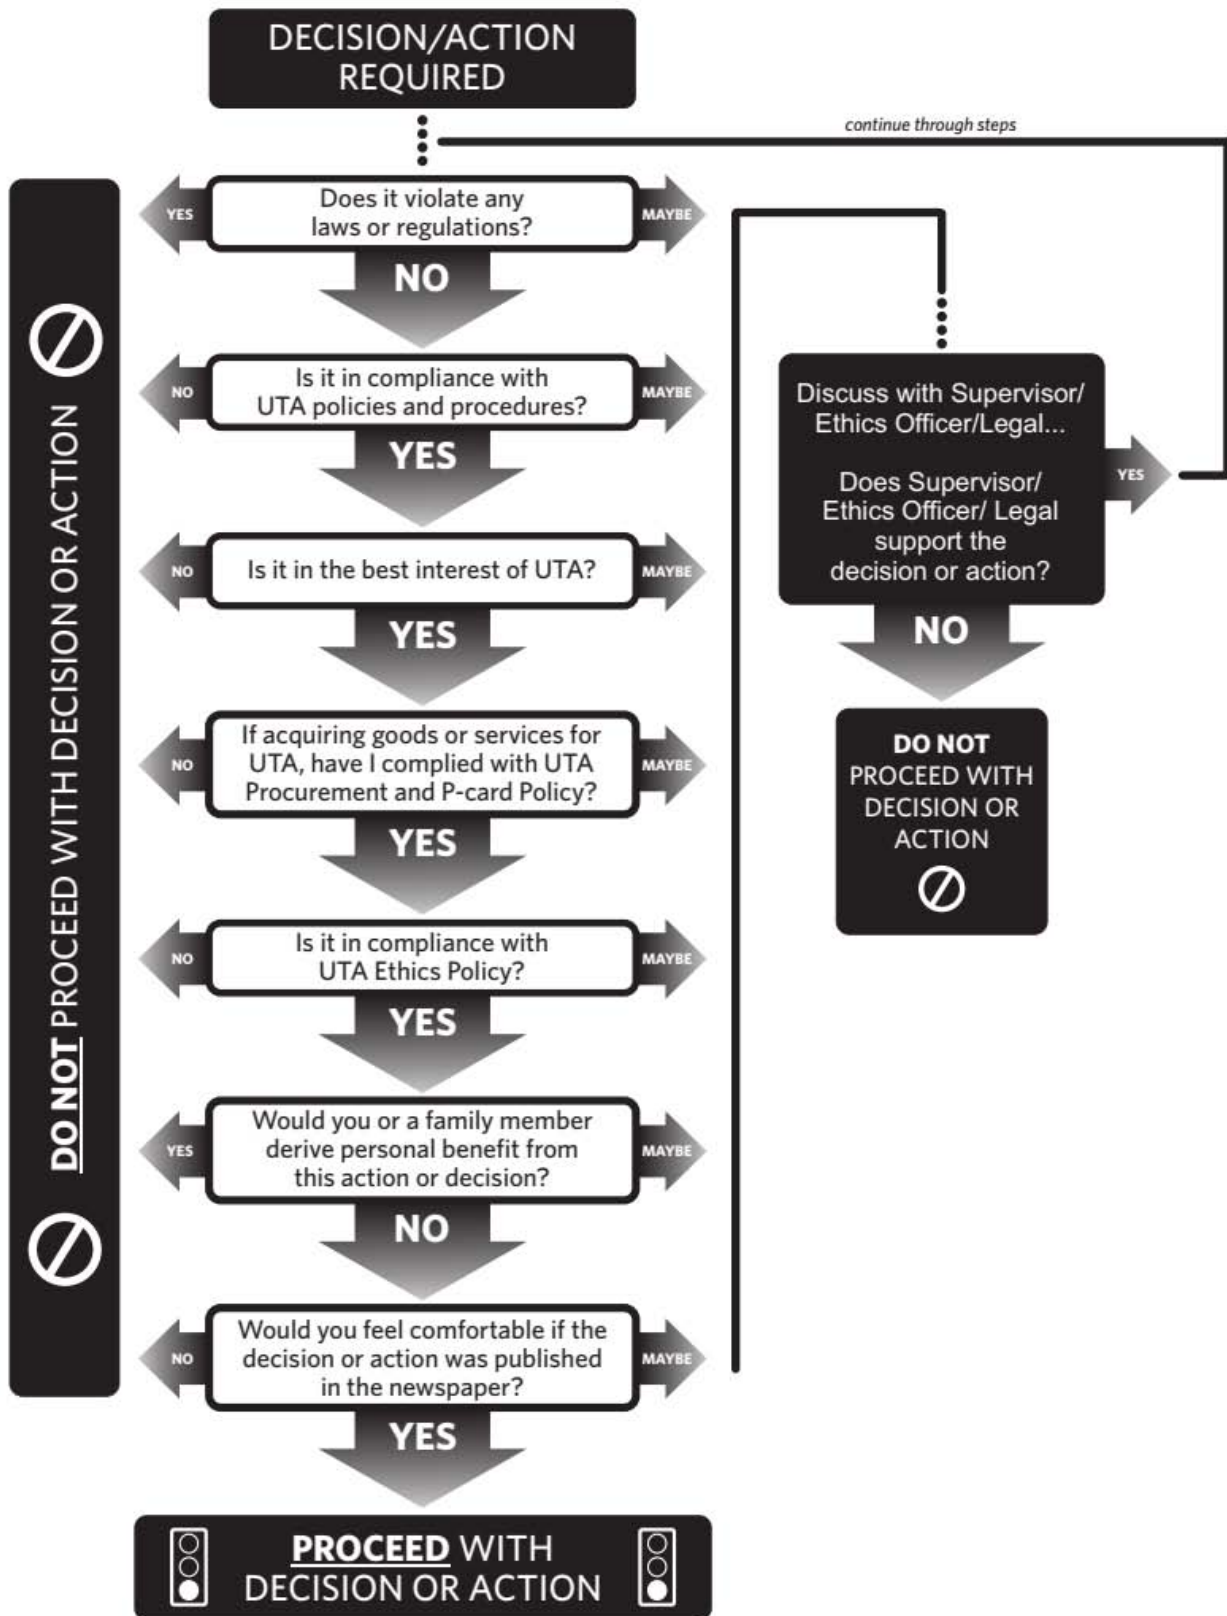 DECISION/ACTION
REQUIRED
continue through steps
DO NOT PROCEED WITH DECISION OR ACTION
YES
Does it violate any
laws or regulations?
MAYBE
NO
NO
Is it in compliance with
UTA policies and procedures?
MAYBE
YES
NO
Is it in the best interest of UTA?
MAYBE
YES
NO
If acquiring goods or services for
UTA, have I complied with UTA
Procurement and P-card Policy?
MAYBE
YES
NO
Is it in compliance with
UTA Ethics Policy?
MAYBE
YES
YES
Would you or a family member
derive personal benefit from
this action or decision?
MAYBE
NO
NO
Would you feel comfortable if the
decision or action was published
in the newspaper?
MAYBE
YES
PROCEED WITH
DECISION OR ACTION
Discuss with Supervisor/
Ethics Officer/Legal...
Does Supervisor/
Ethics Officer/ Legal
support the
decision or action?
YES
NO
DO NOT
PROCEED WITH
DECISION OR
ACTION